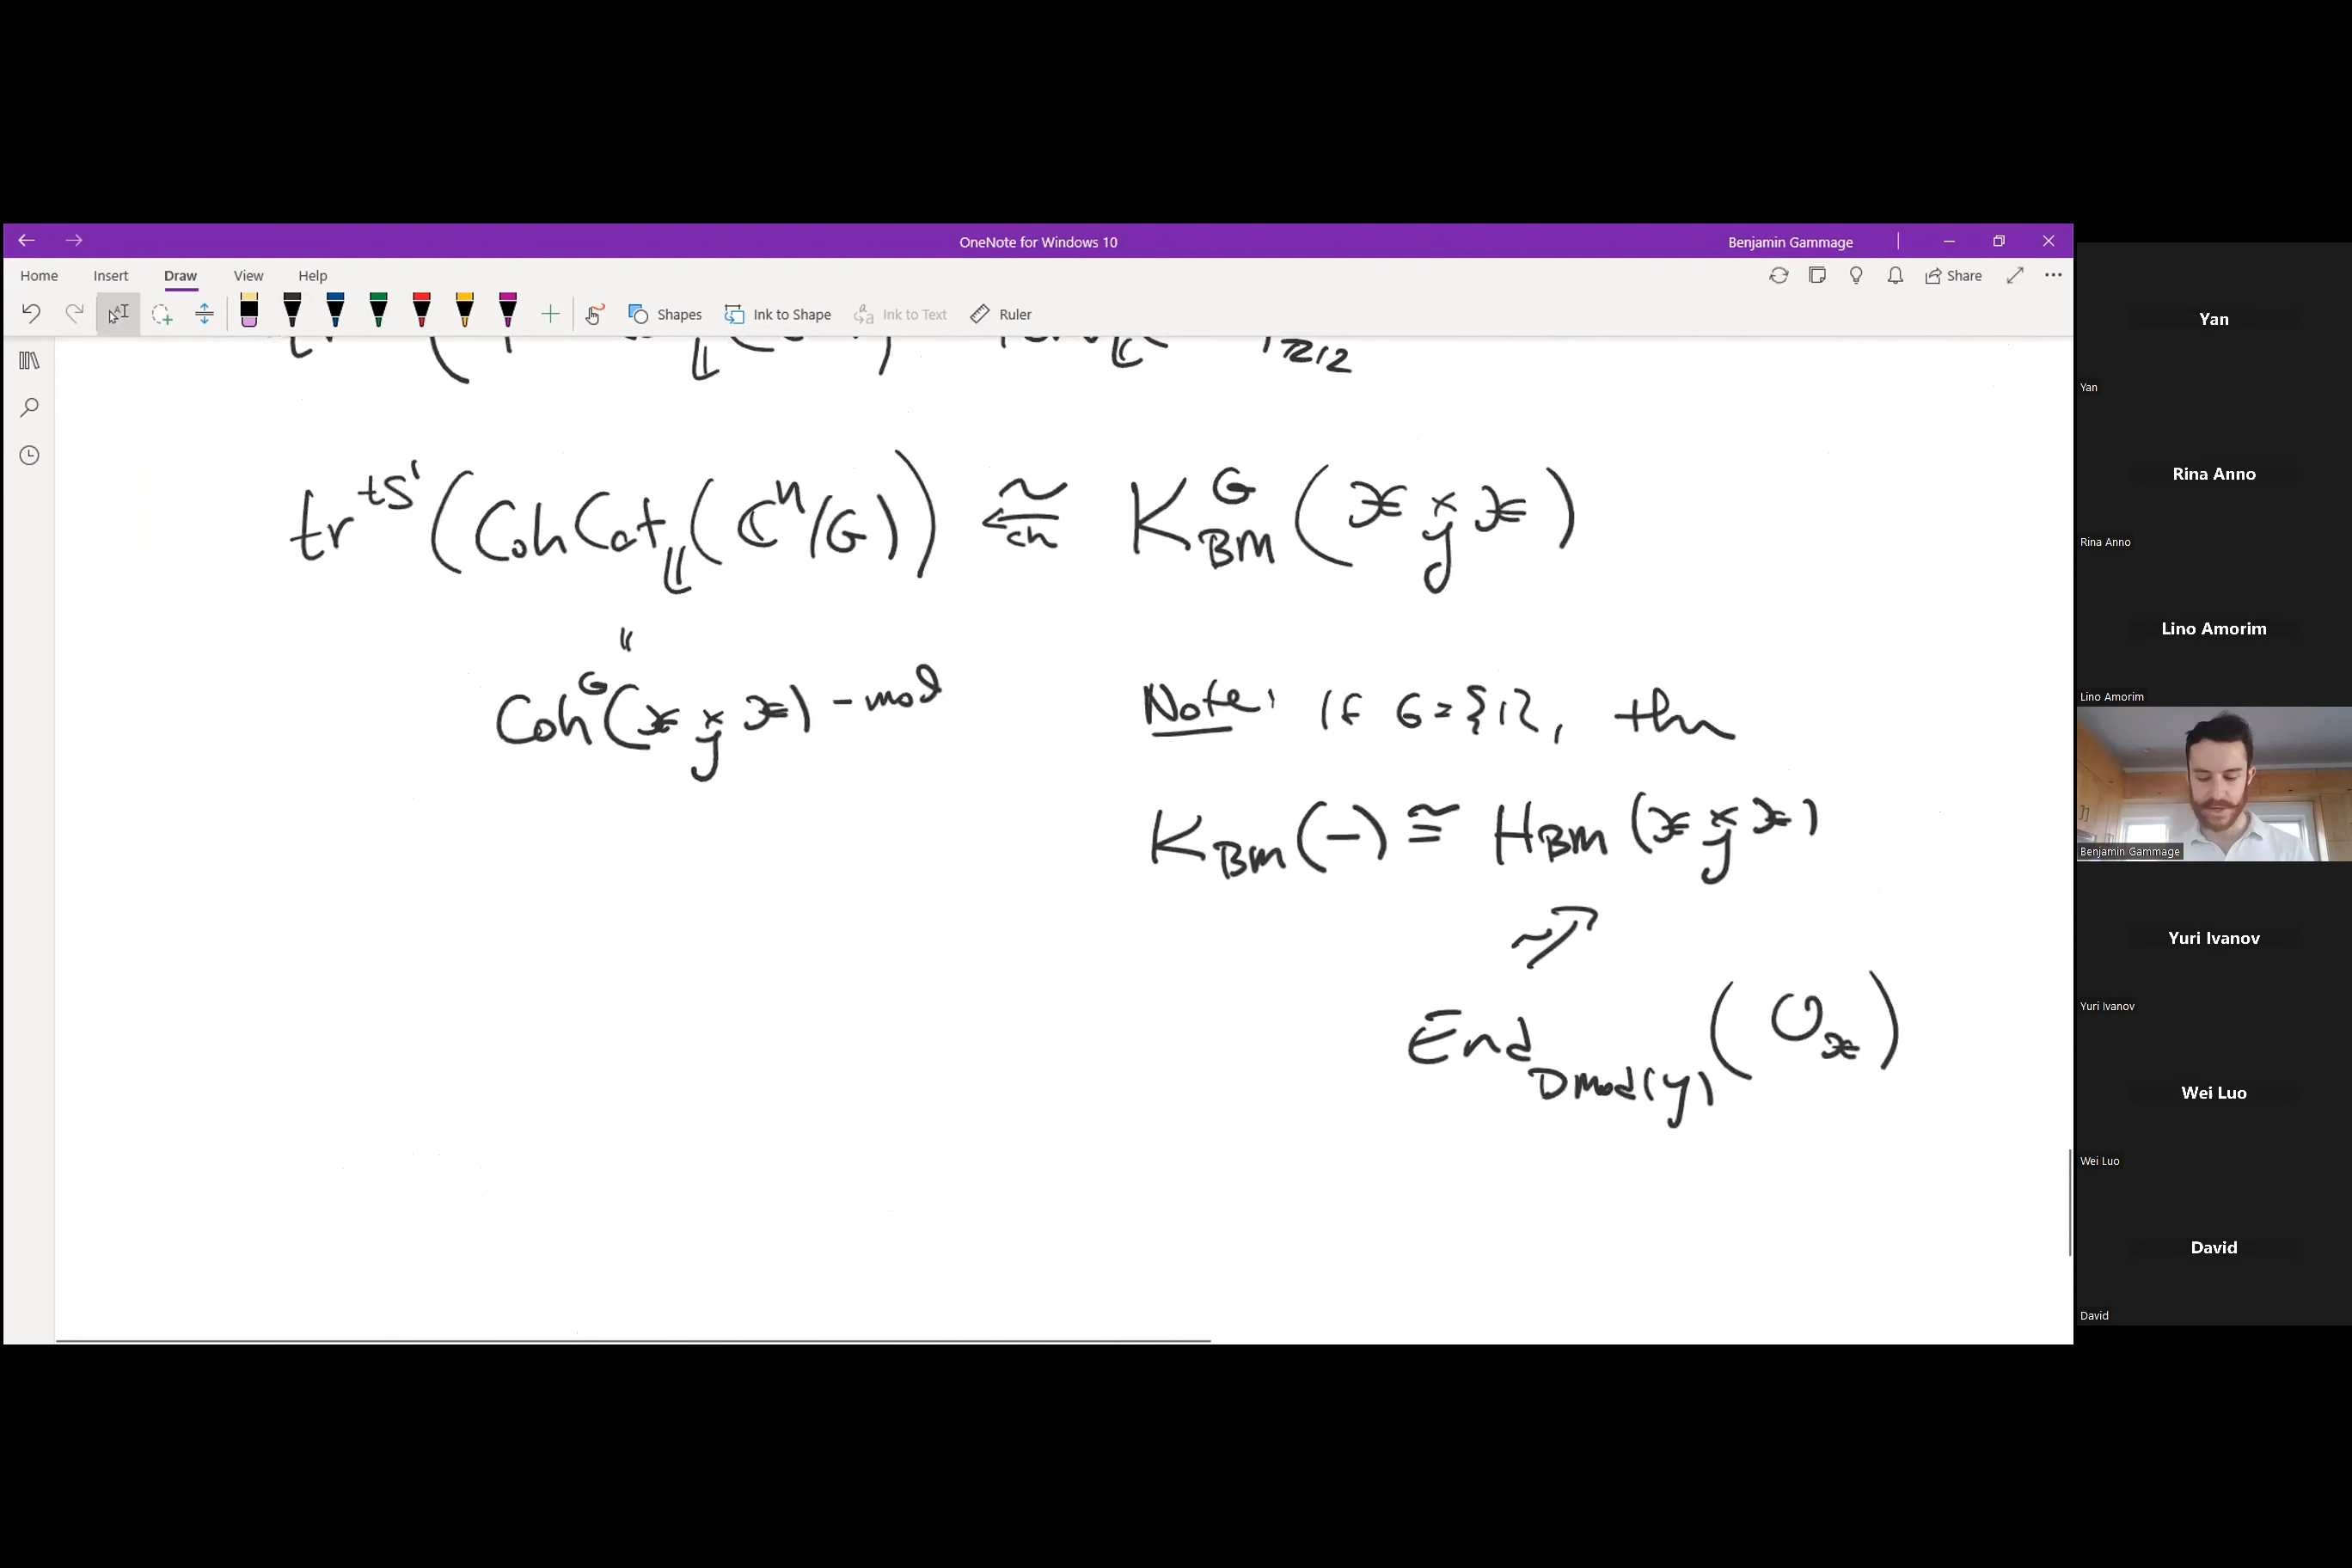 OneNote for Windows 10
Benjamin Gammage
Home Insert Draw View Help
Share
Shapes Ink to Shape Ink to Text Ruler
tr^{tS^1}(CohCat_{𝕃}(ℂ^n/G)) ≃ ←_{ch} K^G_{BM}(𝒳 ×_y 𝒳)
"
Coh^G(𝒳 ×_y 𝒳)-mod
Note: If G={1}, then
K_{BM}(-) ≅ H_{BM}(𝒳 ×_y 𝒳)
End_{DMod(y)}(O_𝒳)
Yan
Yan
Rina Anno
Rina Anno
Lino Amorim
Lino Amorim
Benjamin Gammage
Yuri Ivanov
Yuri Ivanov
Wei Luo
Wei Luo
David
David